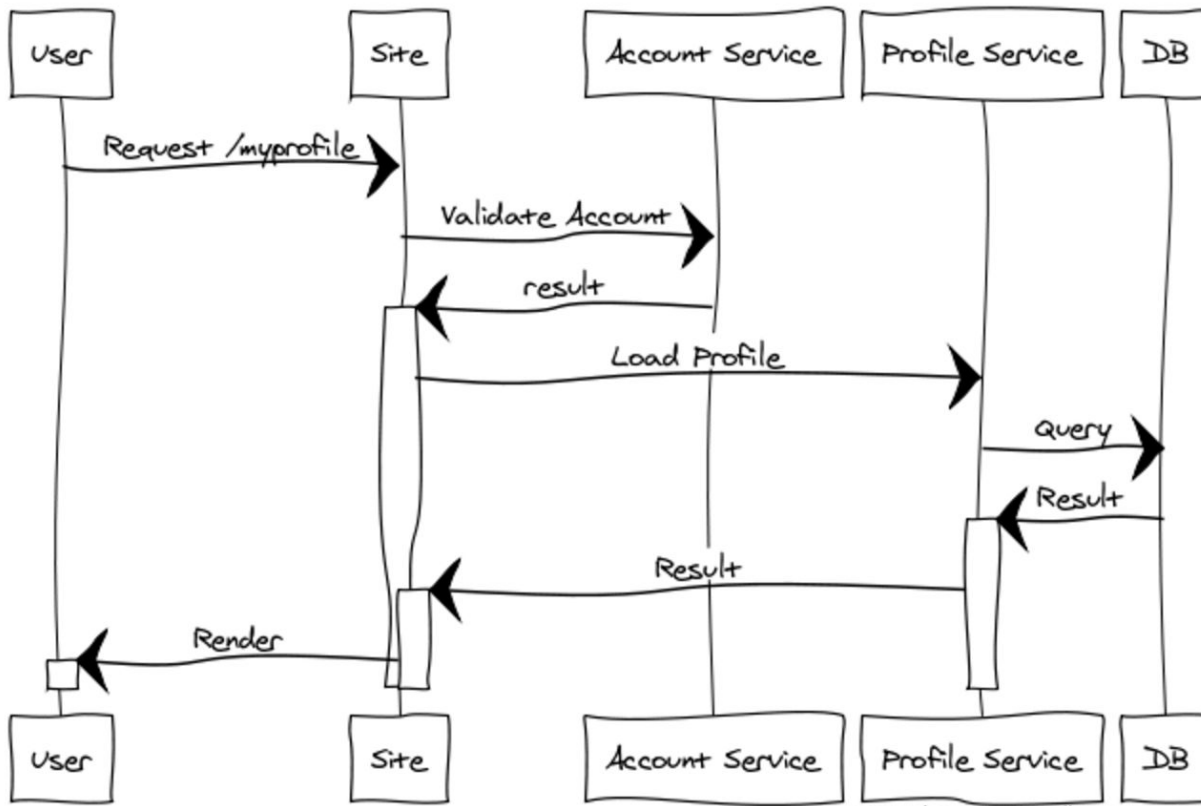 User
Site
Account Service
Profile Service
DB
Request /myprofile
Validate Account
result
Load Profile
Query
Result
Result
Render
User
Site
Account Service
Profile Service
DB